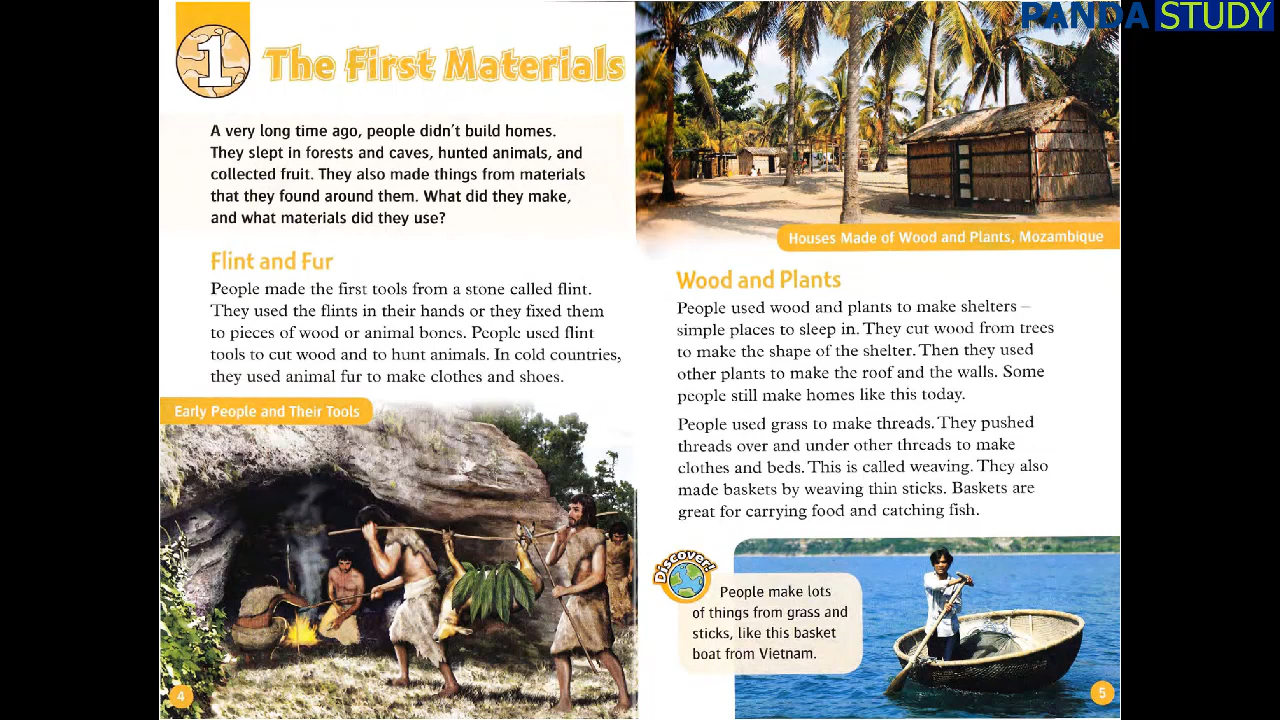 PANDA STUDY
1
The First Materials
A very long time ago, people didn't build homes.
They slept in forests and caves, hunted animals, and
collected fruit. They also made things from materials
that they found around them. What did they make,
and what materials did they use?
Flint and Fur
People made the first tools from a stone called flint.
They used the flints in their hands or they fixed them
to pieces of wood or animal bones. People used flint
tools to cut wood and to hunt animals. In cold countries,
they used animal fur to make clothes and shoes.
Early People and Their Tools
4
Houses Made of Wood and Plants, Mozambique
Wood and Plants
People used wood and plants to make shelters –
simple places to sleep in. They cut wood from trees
to make the shape of the shelter. Then they used
other plants to make the roof and the walls. Some
people still make homes like this today.
People used grass to make threads. They pushed
threads over and under other threads to make
clothes and beds. This is called weaving. They also
made baskets by weaving thin sticks. Baskets are
great for carrying food and catching fish.
Discover!
People make lots
of things from grass and
sticks, like this basket
boat from Vietnam.
5